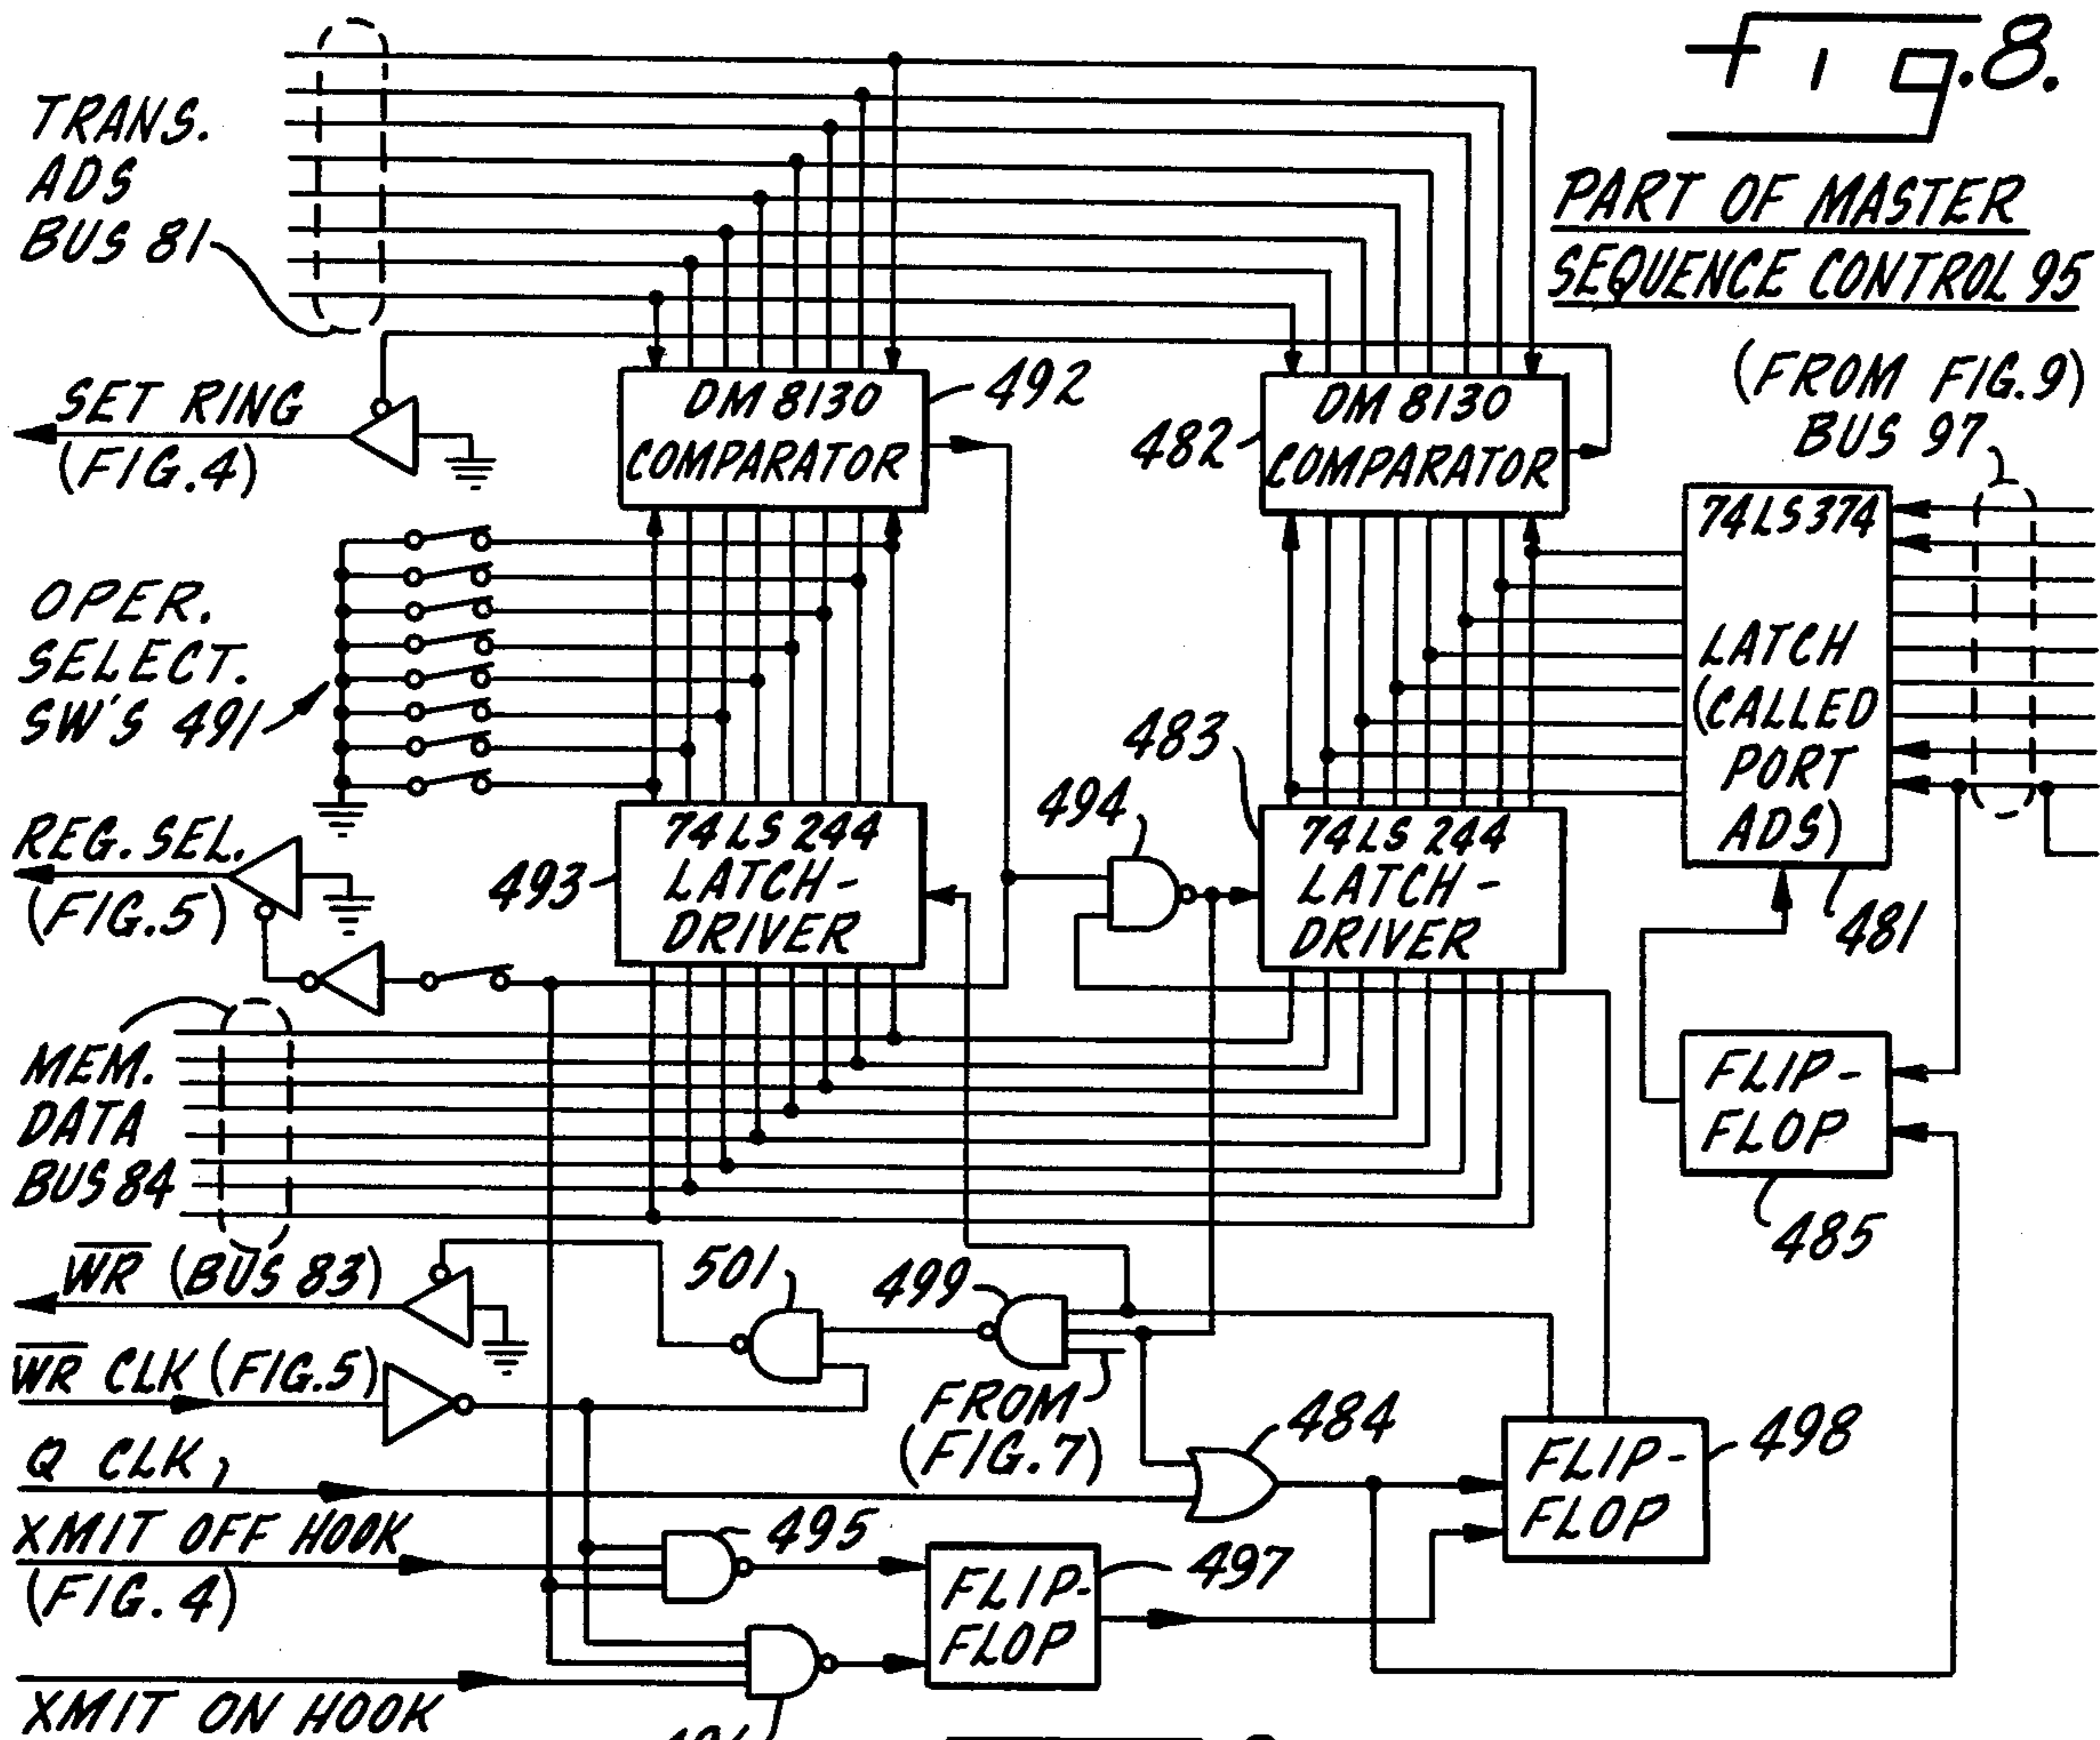 Fig.8.
PART OF MASTER
SEQUENCE CONTROL 95
TRANS.
ADS
BUS 81
(FROM FIG.9)
BUS 97
SET RING
(FIG.4)
DM 8130
COMPARATOR
492
482
DM 8130
COMPARATOR
74LS374
LATCH
(CALLED
PORT
ADS)
481
OPER.
SELECT.
SW'S 491
REG. SEL.
(FIG.5)
493
74LS 244
LATCH-
DRIVER
494
483
74LS 244
LATCH-
DRIVER
FLIP-
FLOP
485
MEM.
DATA
BUS 84
WR (BUS 83)
501
499
WR CLK (FIG.5)
FROM
(FIG.7)
484
FLIP-
FLOP
498
Q CLK
XMIT OFF HOOK
(FIG. 4)
495
FLIP-
FLOP
497
XMIT ON HOOK